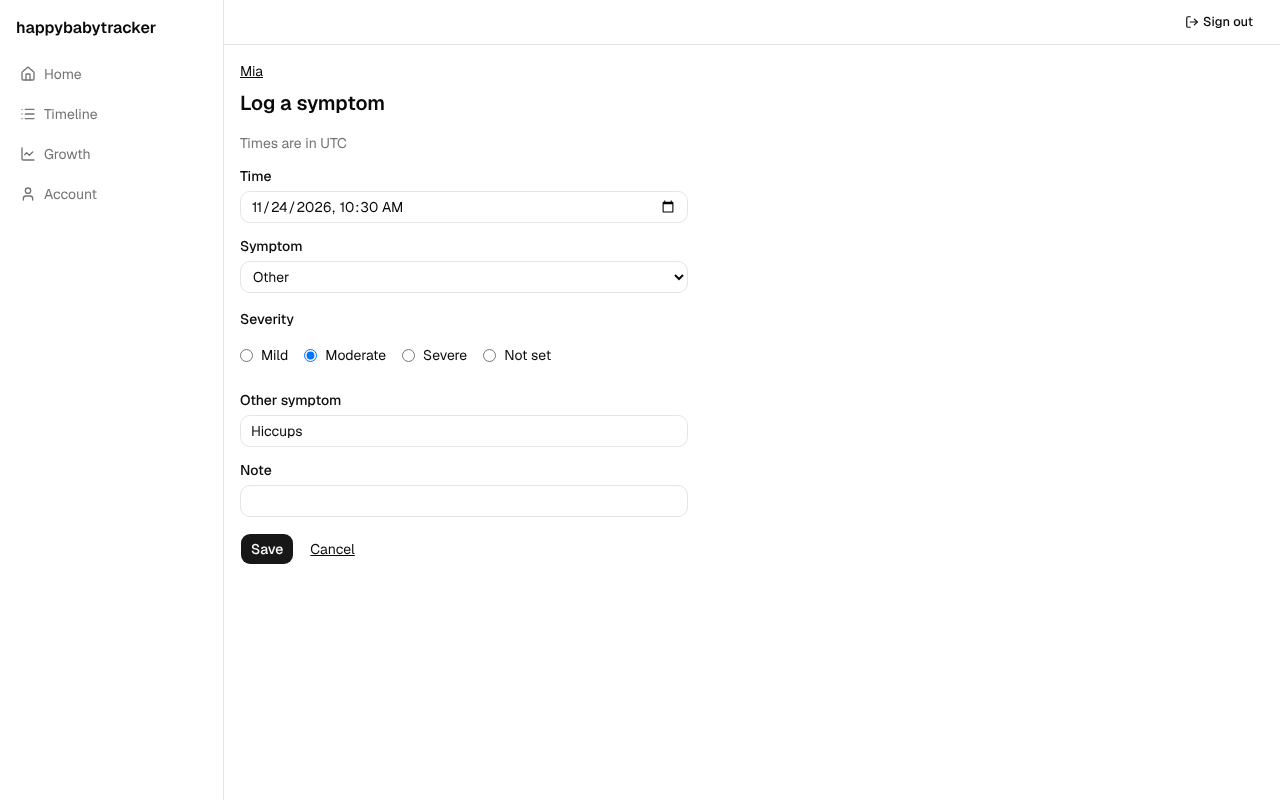 happybabytracker
Sign out
Home
Timeline
Growth
Account
Mia
Log a symptom
Times are in UTC
Time
11/24/2026, 10:30 AM
Symptom
Other
Severity
Mild Moderate Severe Not set
Other symptom
Hiccups
Note
Save Cancel